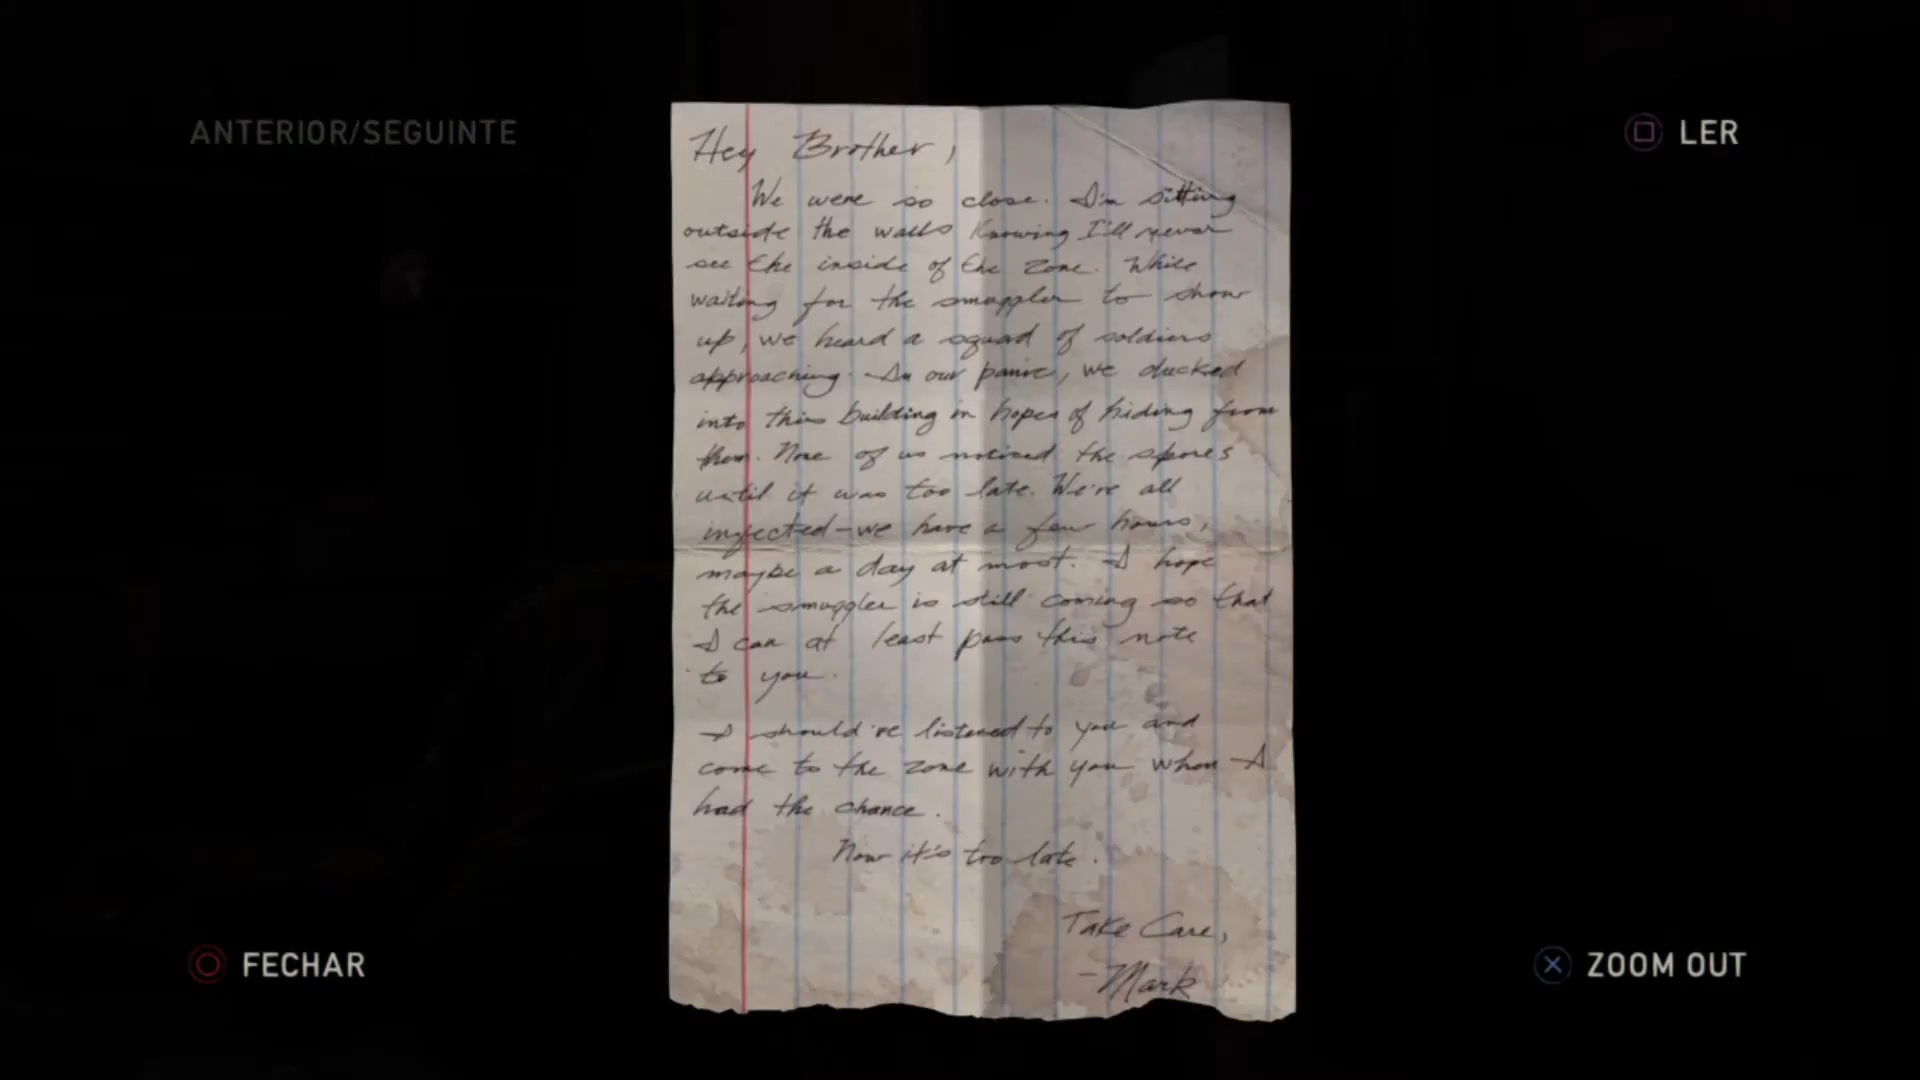 ANTERIOR/SEGUINTE
LER
Hey Brother,
We were so close. I'm sitting
outside the walls knowing I'll never
see the inside of the zone. While
waiting for the smuggler to show
up, we heard a squad of soldiers
approaching. In our panic, we ducked
into this building in hopes of hiding from
them. None of us noticed the spores
until it was too late. We're all
infected-we have a few hours,
maybe a day at most. I hope
the smuggler is still coming so that
I can at least pass this note
to you.
I should've listened to you and
come to the zone with you when I
had the chance.
Now it's too late.
Take Care,
-Mark
FECHAR
ZOOM OUT